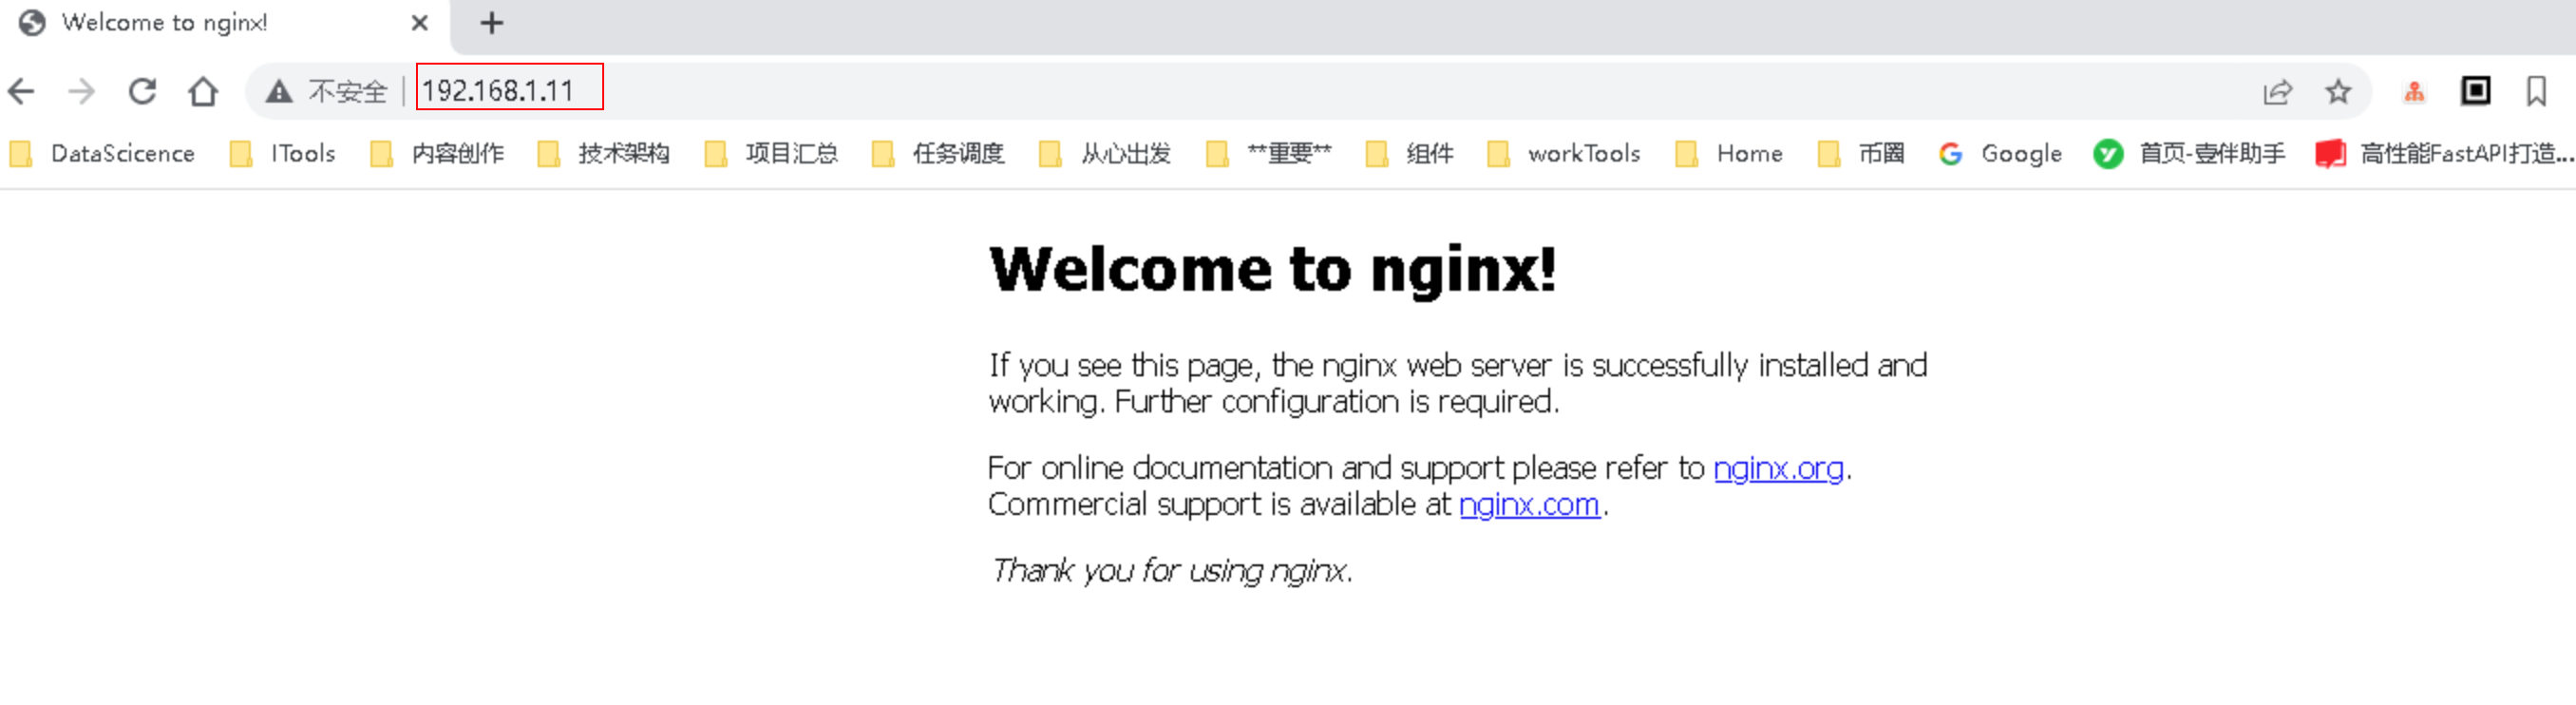 Welcome to nginx!
不安全 192.168.1.11
DataScicence ITools 内容创作 技术架构 项目汇总 任务调度 从心出发 **重要** 组件 workTools Home 币圈 Google 首页-壹伴助手 高性能FastAPI打造...
Welcome to nginx!
If you see this page, the nginx web server is successfully installed and
working. Further configuration is required.
For online documentation and support please refer to nginx.org.
Commercial support is available at nginx.com.
Thank you for using nginx.